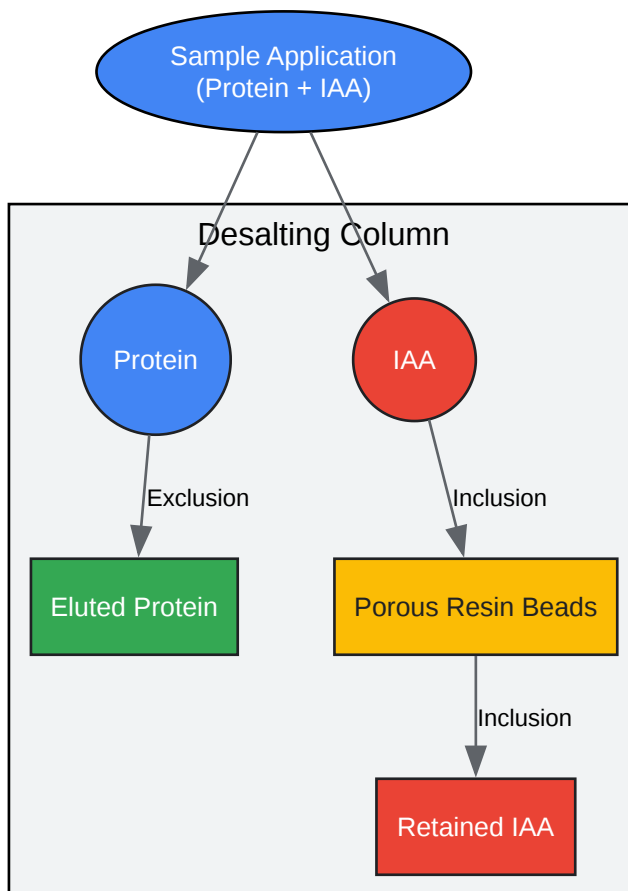 Sample Application
(Protein + IAA)
Desalting Column
Protein
IAA
Exclusion
Inclusion
Eluted Protein
Porous Resin Beads
Inclusion
Retained IAA